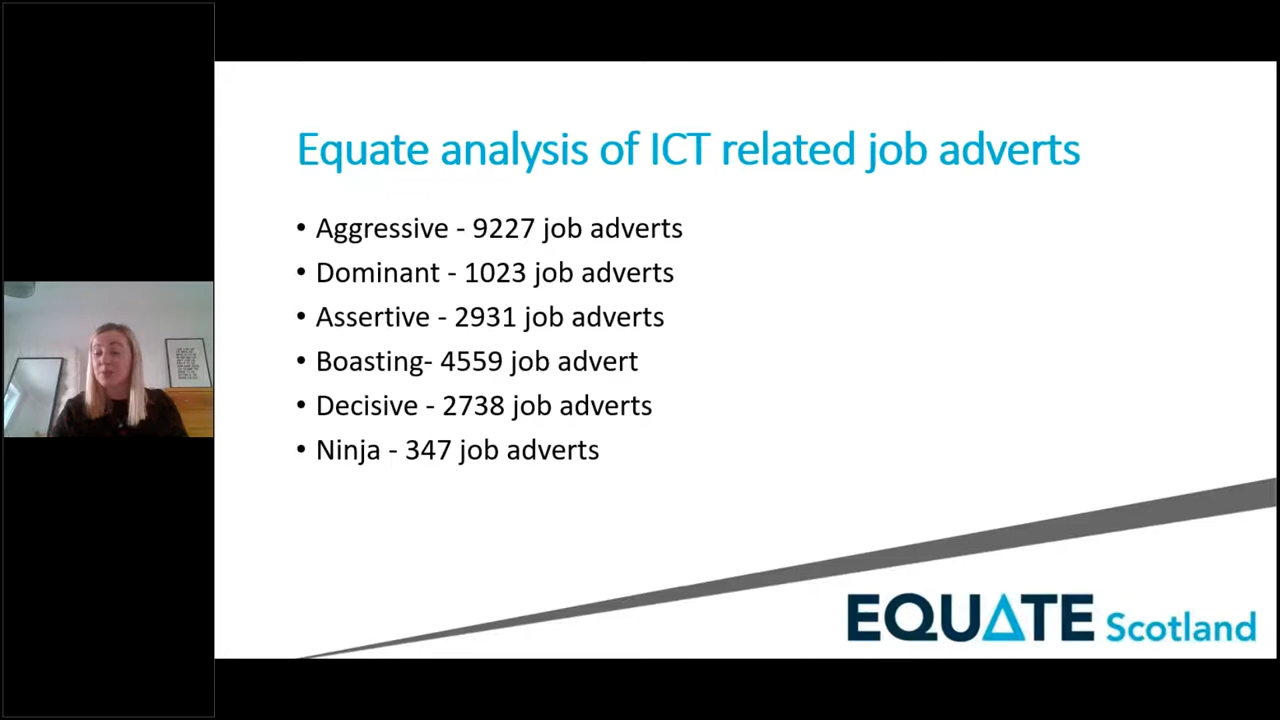 Equate analysis of ICT related job adverts
• Aggressive - 9227 job adverts
• Dominant - 1023 job adverts
• Assertive - 2931 job adverts
• Boasting- 4559 job advert
• Decisive - 2738 job adverts
• Ninja - 347 job adverts
EQUATE Scotland